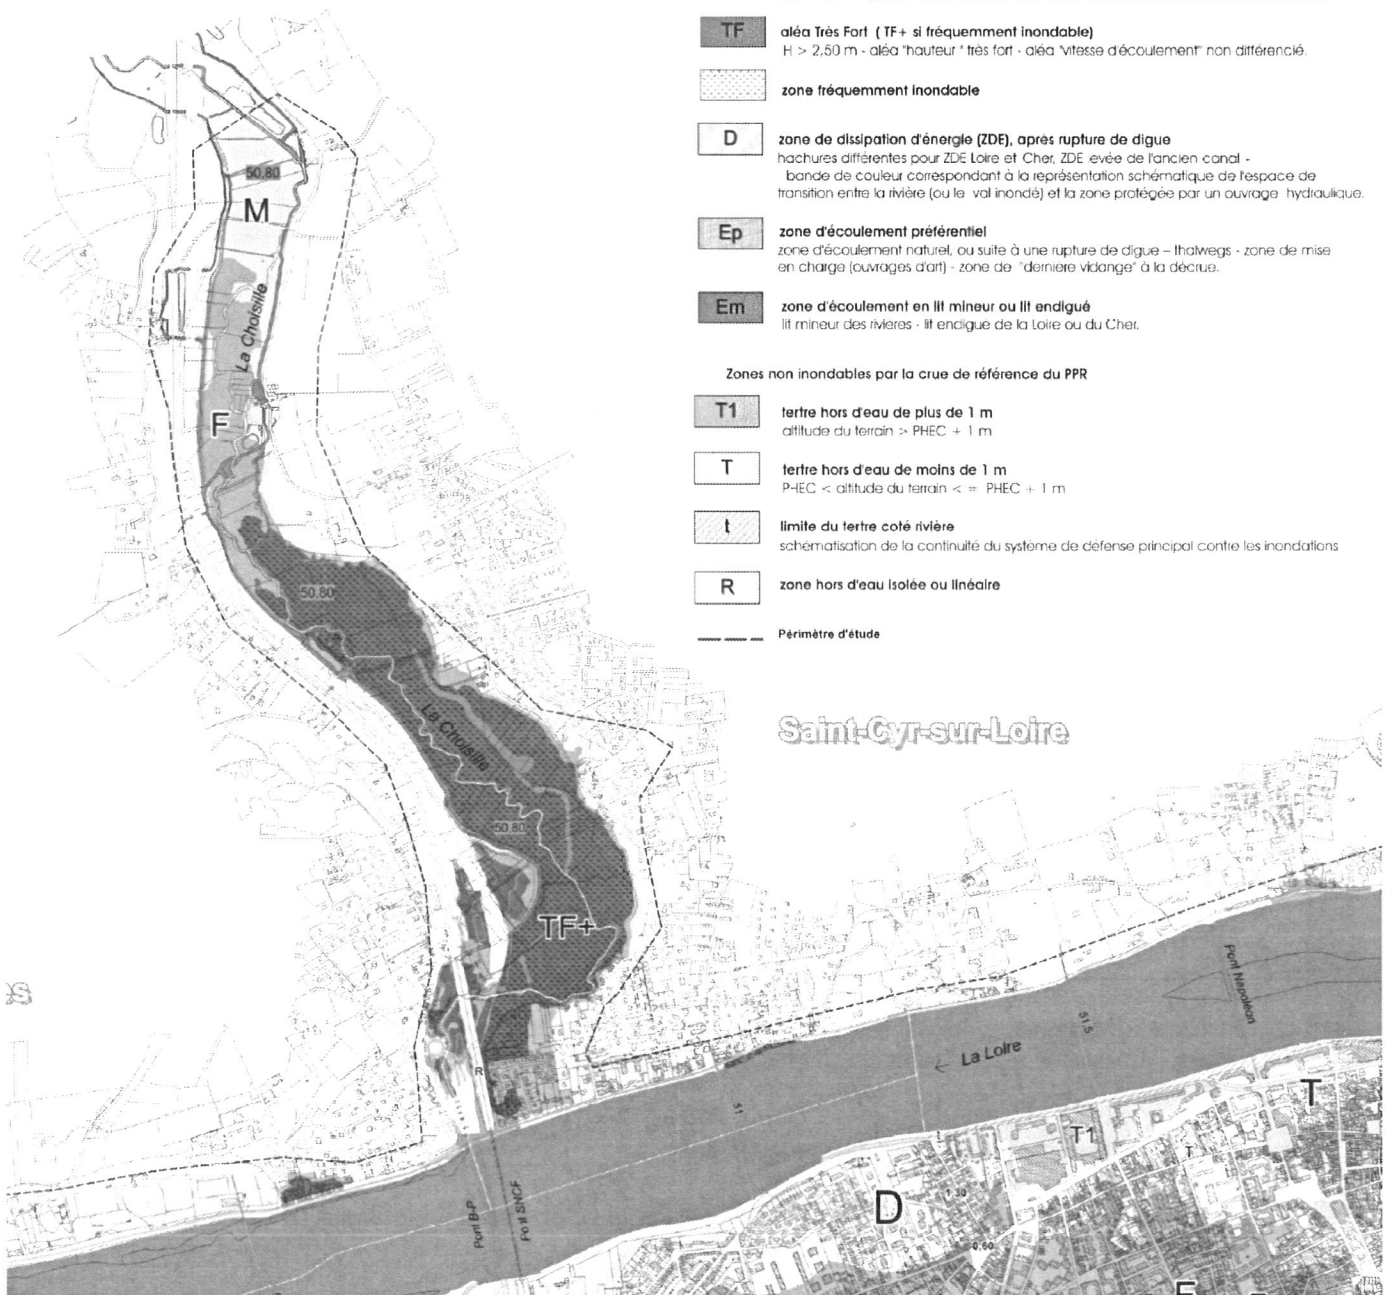 TF
aléa Très Fort ( TF+ si fréquemment inondable)
H > 2,50 m - aléa "hauteur " très fort - aléa "vitesse d'écoulement" non différencié.
zone fréquemment inondable
D
zone de dissipation d'énergie (ZDE), après rupture de digue
hachures différentes pour ZDE Loire et Cher, ZDE levée de l'ancien canal -
bande de couleur correspondant à la représentation schématique de l'espace de
transition entre la rivière (ou le val inondé) et la zone protégée par un ouvrage hydraulique.
Ep
zone d'écoulement préférentiel
zone d'écoulement naturel, ou suite à une rupture de digue – thalwegs - zone de mise
en charge (ouvrages d'art) - zone de "dernière vidange" à la décrue.
Em
zone d'écoulement en lit mineur ou lit endigué
lit mineur des rivieres - lit endigue de la Loire ou du Cher.
Zones non inondables par la crue de référence du PPR
T1
tertre hors d'eau de plus de 1 m
altitude du terrain > PHEC + 1 m
T
tertre hors d'eau de moins de 1 m
PHEC < altitude du terrain < = PHEC + 1 m
t
limite du tertre coté rivière
schématisation de la continuité du système de défense principal contre les inondations
R
zone hors d'eau isolée ou linéaire
Périmètre d'étude
50,80
M
La Choisille
F
50,80
La Choisille
Saint-Cyr-sur-Loire
50,80
TF+
es
Pont Napoléon
51.5
La Loire
R
51
T
T1
T
t
D
1,30
0,60
Pont B-P
Pont SNCF
F